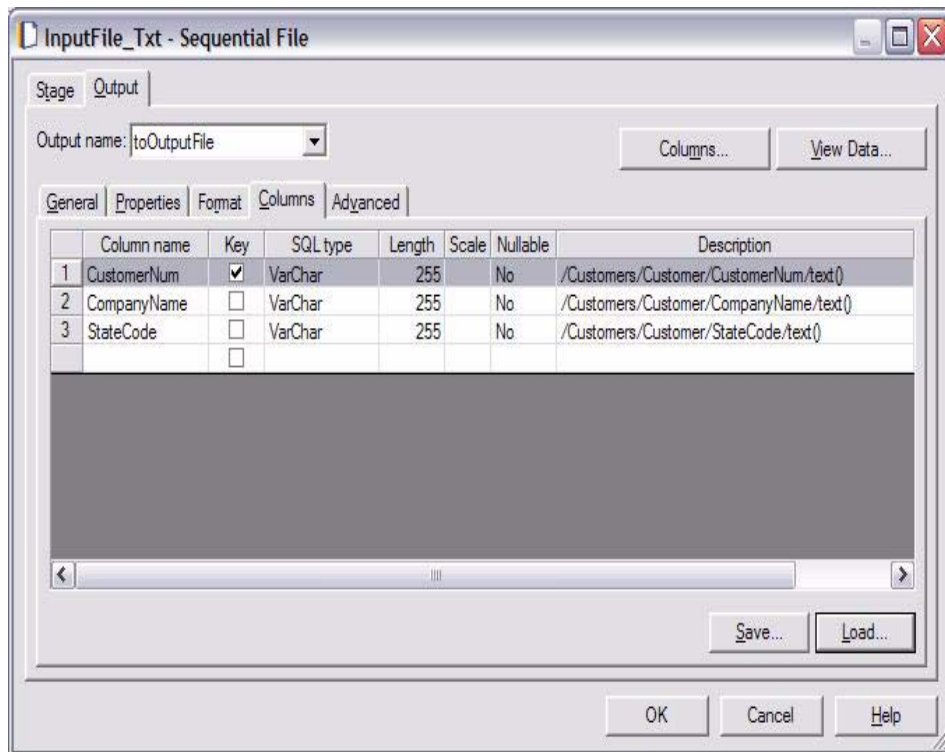 InputFile_Txt - Sequential File
Stage Output
Output name: toOutputFile
Columns... View Data...
General Properties Format Columns Advanced
Column name Key SQL type Length Scale Nullable Description
1 CustomerNum VarChar 255 No /Customers/Customer/CustomerNum/text()
2 CompanyName VarChar 255 No /Customers/Customer/CompanyName/text()
3 StateCode VarChar 255 No /Customers/Customer/StateCode/text()
Save... Load...
OK Cancel Help